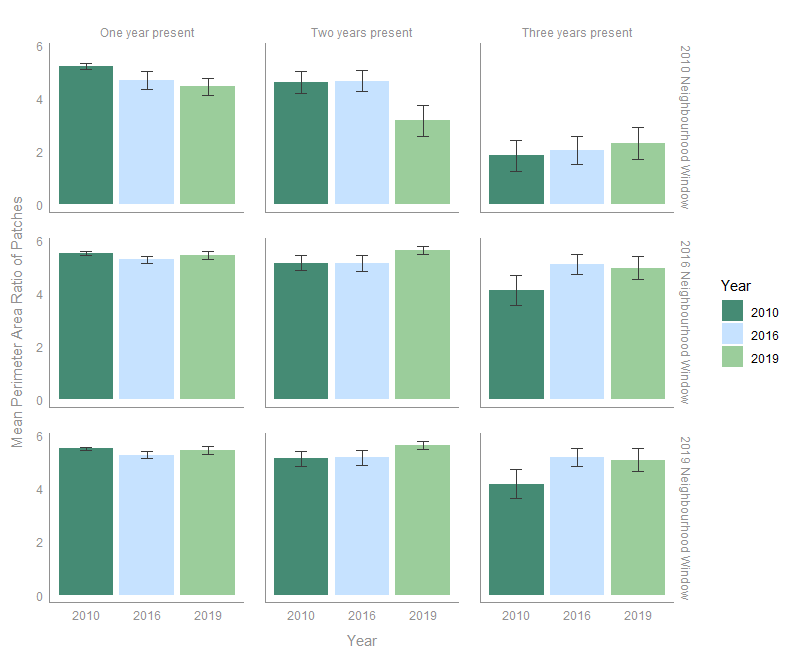 One year present
Two years present
Three years present
6
4
2
0
2010 Neighbourhood Window
6
4
2
0
2016 Neighbourhood Window
6
4
2
0
2019 Neighbourhood Window
Mean Perimeter Area Ratio of Patches
2010 2016 2019
2010 2016 2019
2010 2016 2019
Year
Year
2010
2016
2019